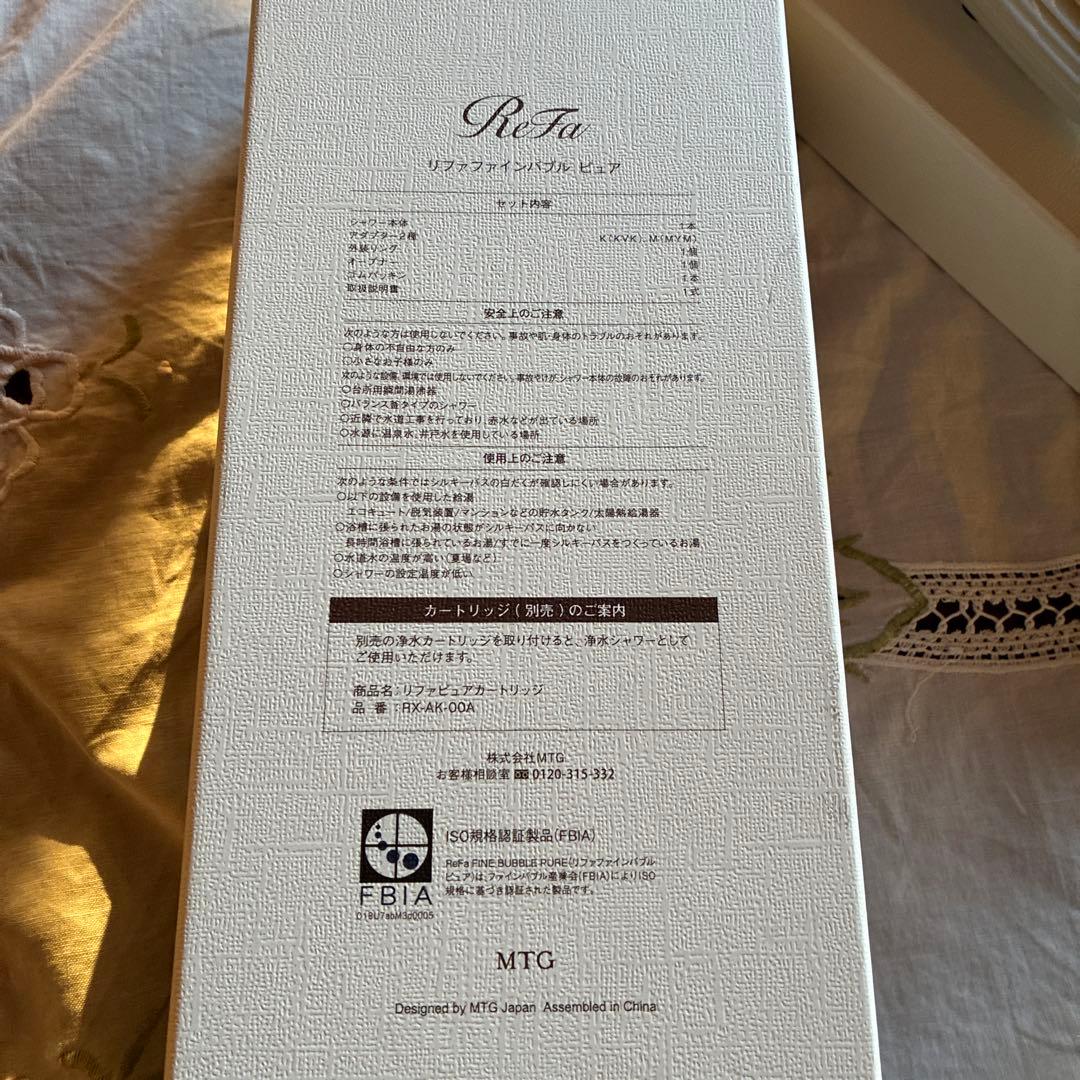 ReFa
リファファインバブル ピュア
セット内容
シャワー本体 1本
アダプター2種 K(KVK)、M(MYM)
外装リング 1個
オープナー 1個
ゴムパッキン 1本
取扱説明書 1式
安全上のご注意
次のような方は使用しないでください。事故や肌・身体のトラブルのおそれがあります。
○身体の不自由な方のみ
○小さなお子様のみ
次のような設備、環境では使用しないでください。事故やけが、シャワー本体の故障のおそれがあります。
○台所用瞬間湯沸器
○バランス釜タイプのシャワー
○近隣で水道工事を行っており、赤水などが出ている場所
○水源に温泉水、井戸水を使用している場所
使用上のご注意
次のような条件ではシルキーバスの白だくが確認しにくい場合があります。
○以下の設備を使用した給湯
エコキュート/脱気装置/マンションなどの貯水タンク/太陽熱給湯器
○浴槽に張られたお湯の状態がシルキーバスに向かない
長時間浴槽に張られているお湯/すでに一度シルキーバスをつくっているお湯
○水道水の温度が高い(夏場など)
○シャワーの設定温度が低い
カートリッジ(別売)のご案内
別売の浄水カートリッジを取り付けると、浄水シャワーとして
ご使用いただけます。
商品名:リファピュアカートリッジ
品 番:RX-AK-00A
株式会社MTG
お客様相談室 0120-315-332
ISO規格認証製品(FBIA)
ReFa FINE BUBBLE PURE(リファファインバブル
ピュア)は、ファインバブル産業会(FBIA)によりISO
規格に基づき認証された製品です。
FBIA
018U7abM3d0005
MTG
Designed by MTG Japan Assembled in China